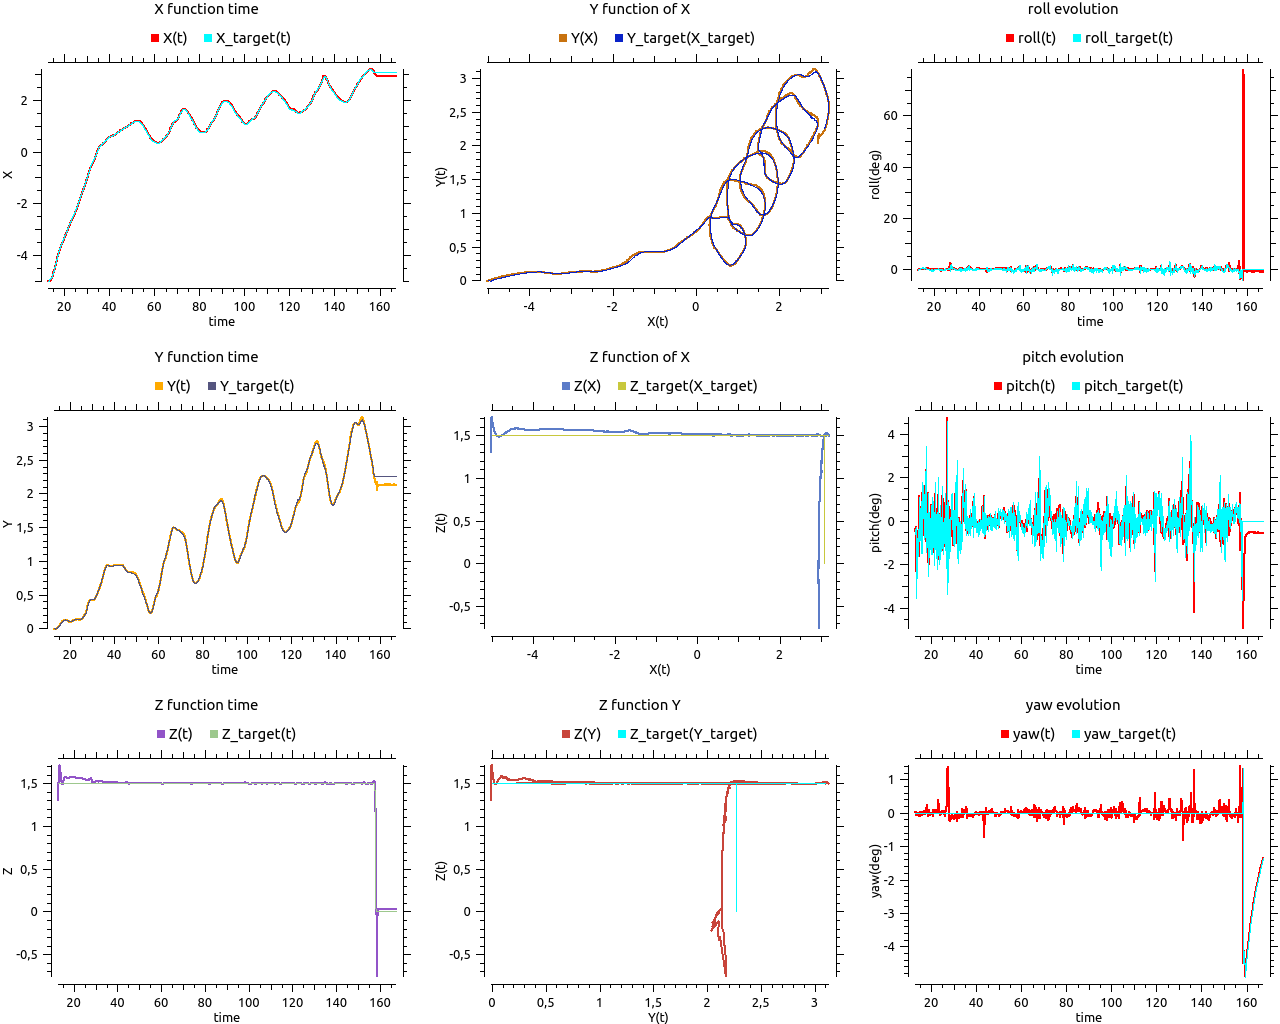 X function time
X(t) X_target(t)
2
0
-2
-4
X
20 40 60 80 100 120 140 160
time
Y function of X
Y(X) Y_target(X_target)
3
2,5
2
1,5
1
0,5
0
Y(t)
-4 -2 0 2
X(t)
roll evolution
roll(t) roll_target(t)
60
40
20
0
roll(deg)
20 40 60 80 100 120 140 160
time
Y function time
Y(t) Y_target(t)
3
2,5
2
1,5
1
0,5
0
Y
20 40 60 80 100 120 140 160
time
Z function of X
Z(X) Z_target(X_target)
1,5
1
0,5
0
-0,5
Z(t)
-4 -2 0 2
X(t)
pitch evolution
pitch(t) pitch_target(t)
4
2
0
-2
-4
pitch(deg)
20 40 60 80 100 120 140 160
time
Z function time
Z(t) Z_target(t)
1,5
1
0,5
0
-0,5
Z
20 40 60 80 100 120 140 160
time
Z function Y
Z(Y) Z_target(Y_target)
1,5
1
0,5
0
-0,5
Z(t)
0 0,5 1 1,5 2 2,5 3
Y(t)
yaw evolution
yaw(t) yaw_target(t)
1
0
-1
-2
-3
-4
yaw(deg)
20 40 60 80 100 120 140 160
time